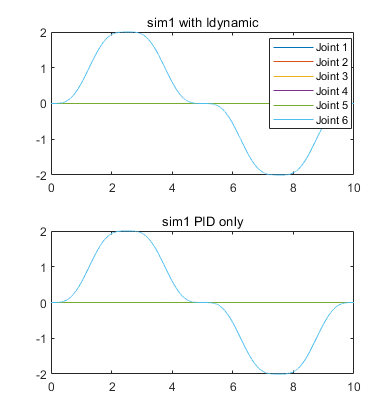 sim1 with Idynamic
2
1
0
-1
-2
0 2 4 6 8 10
Joint 1
Joint 2
Joint 3
Joint 4
Joint 5
Joint 6
sim1 PID only
2
1
0
-1
-2
0 2 4 6 8 10